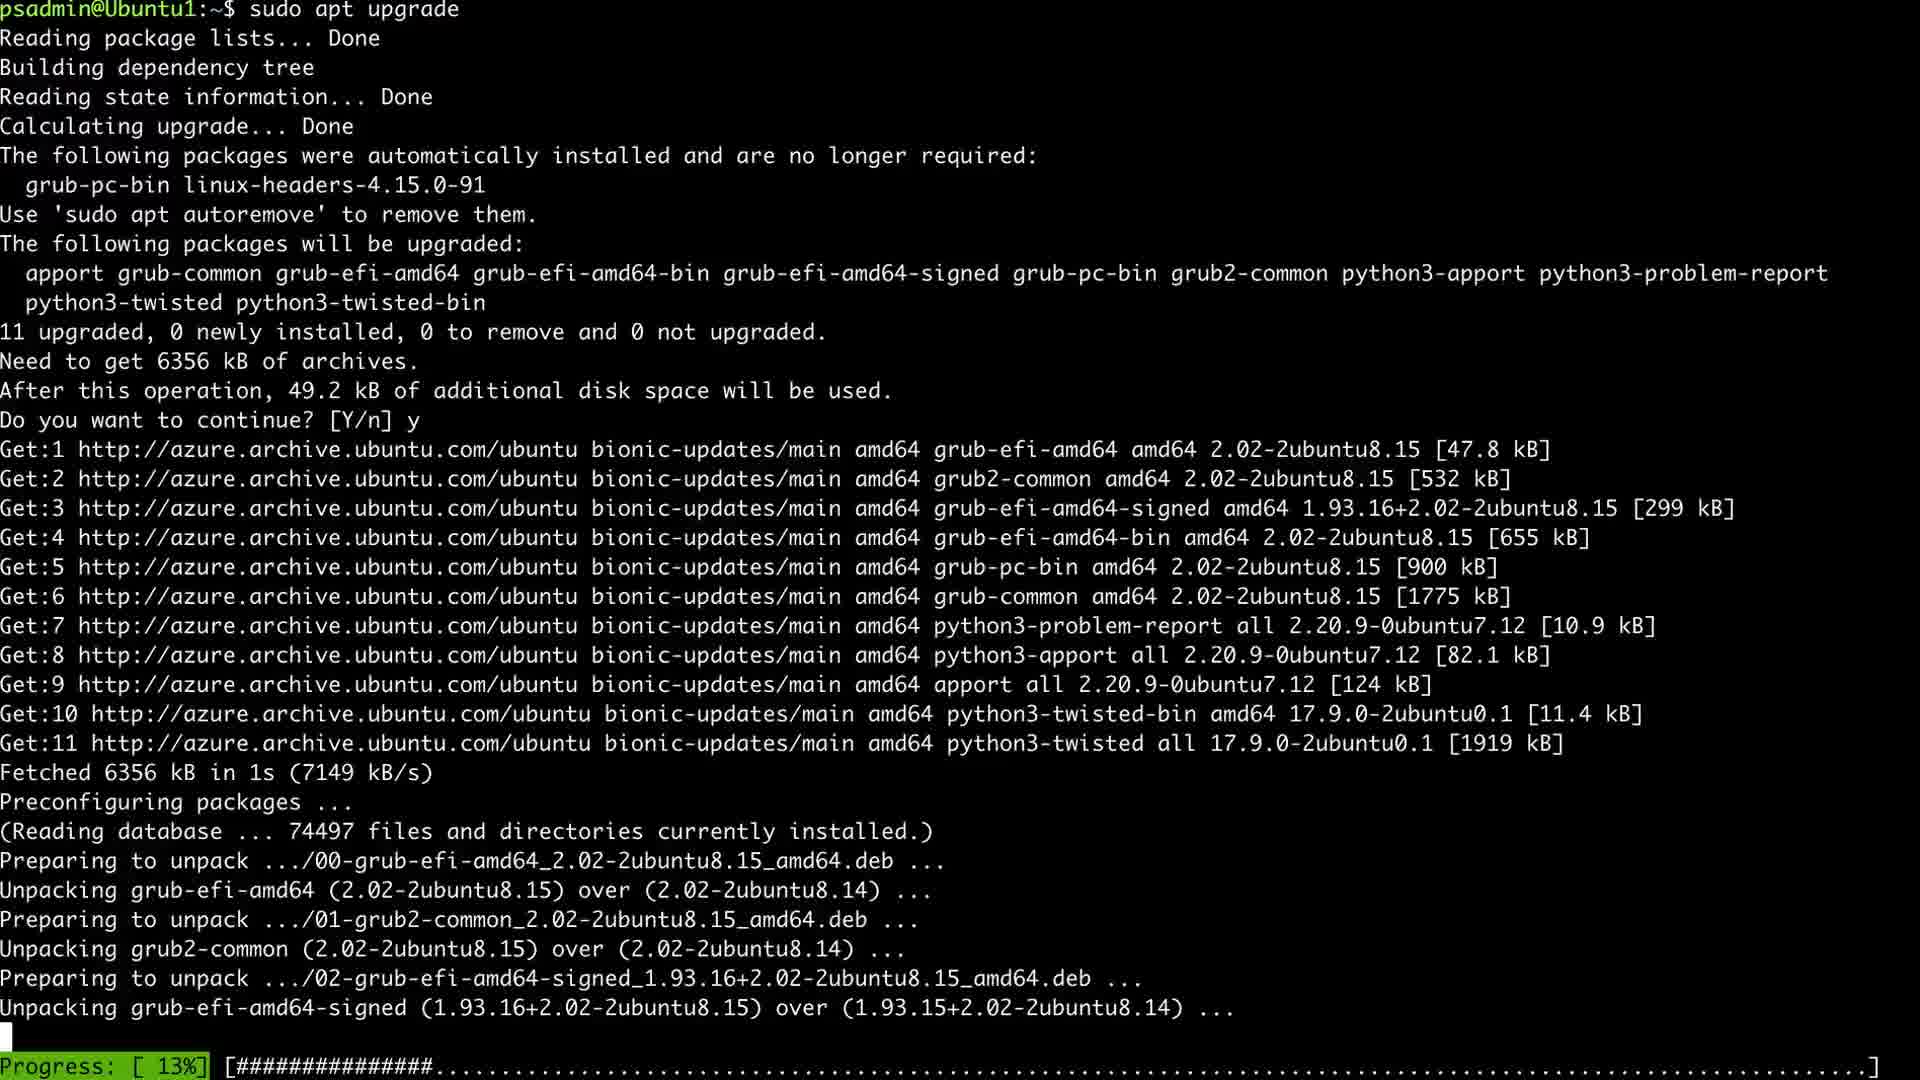 psadmin@Ubuntu1:~$ sudo apt upgrade
Reading package lists... Done
Building dependency tree
Reading state information... Done
Calculating upgrade... Done
The following packages were automatically installed and are no longer required:
  grub-pc-bin linux-headers-4.15.0-91
Use 'sudo apt autoremove' to remove them.
The following packages will be upgraded:
  apport grub-common grub-efi-amd64 grub-efi-amd64-bin grub-efi-amd64-signed grub-pc-bin grub2-common python3-apport python3-problem-report
  python3-twisted python3-twisted-bin
11 upgraded, 0 newly installed, 0 to remove and 0 not upgraded.
Need to get 6356 kB of archives.
After this operation, 49.2 kB of additional disk space will be used.
Do you want to continue? [Y/n] y
Get:1 http://azure.archive.ubuntu.com/ubuntu bionic-updates/main amd64 grub-efi-amd64 amd64 2.02-2ubuntu8.15 [47.8 kB]
Get:2 http://azure.archive.ubuntu.com/ubuntu bionic-updates/main amd64 grub2-common amd64 2.02-2ubuntu8.15 [532 kB]
Get:3 http://azure.archive.ubuntu.com/ubuntu bionic-updates/main amd64 grub-efi-amd64-signed amd64 1.93.16+2.02-2ubuntu8.15 [299 kB]
Get:4 http://azure.archive.ubuntu.com/ubuntu bionic-updates/main amd64 grub-efi-amd64-bin amd64 2.02-2ubuntu8.15 [655 kB]
Get:5 http://azure.archive.ubuntu.com/ubuntu bionic-updates/main amd64 grub-pc-bin amd64 2.02-2ubuntu8.15 [900 kB]
Get:6 http://azure.archive.ubuntu.com/ubuntu bionic-updates/main amd64 grub-common amd64 2.02-2ubuntu8.15 [1775 kB]
Get:7 http://azure.archive.ubuntu.com/ubuntu bionic-updates/main amd64 python3-problem-report all 2.20.9-0ubuntu7.12 [10.9 kB]
Get:8 http://azure.archive.ubuntu.com/ubuntu bionic-updates/main amd64 python3-apport all 2.20.9-0ubuntu7.12 [82.1 kB]
Get:9 http://azure.archive.ubuntu.com/ubuntu bionic-updates/main amd64 apport all 2.20.9-0ubuntu7.12 [124 kB]
Get:10 http://azure.archive.ubuntu.com/ubuntu bionic-updates/main amd64 python3-twisted-bin amd64 17.9.0-2ubuntu0.1 [11.4 kB]
Get:11 http://azure.archive.ubuntu.com/ubuntu bionic-updates/main amd64 python3-twisted all 17.9.0-2ubuntu0.1 [1919 kB]
Fetched 6356 kB in 1s (7149 kB/s)
Preconfiguring packages ...
(Reading database ... 74497 files and directories currently installed.)
Preparing to unpack .../00-grub-efi-amd64_2.02-2ubuntu8.15_amd64.deb ...
Unpacking grub-efi-amd64 (2.02-2ubuntu8.15) over (2.02-2ubuntu8.14) ...
Preparing to unpack .../01-grub2-common_2.02-2ubuntu8.15_amd64.deb ...
Unpacking grub2-common (2.02-2ubuntu8.15) over (2.02-2ubuntu8.14) ...
Preparing to unpack .../02-grub-efi-amd64-signed_1.93.16+2.02-2ubuntu8.15_amd64.deb ...
Unpacking grub-efi-amd64-signed (1.93.16+2.02-2ubuntu8.15) over (1.93.15+2.02-2ubuntu8.14) ...
Progress: [ 13%] [###############.............................................................................................................]